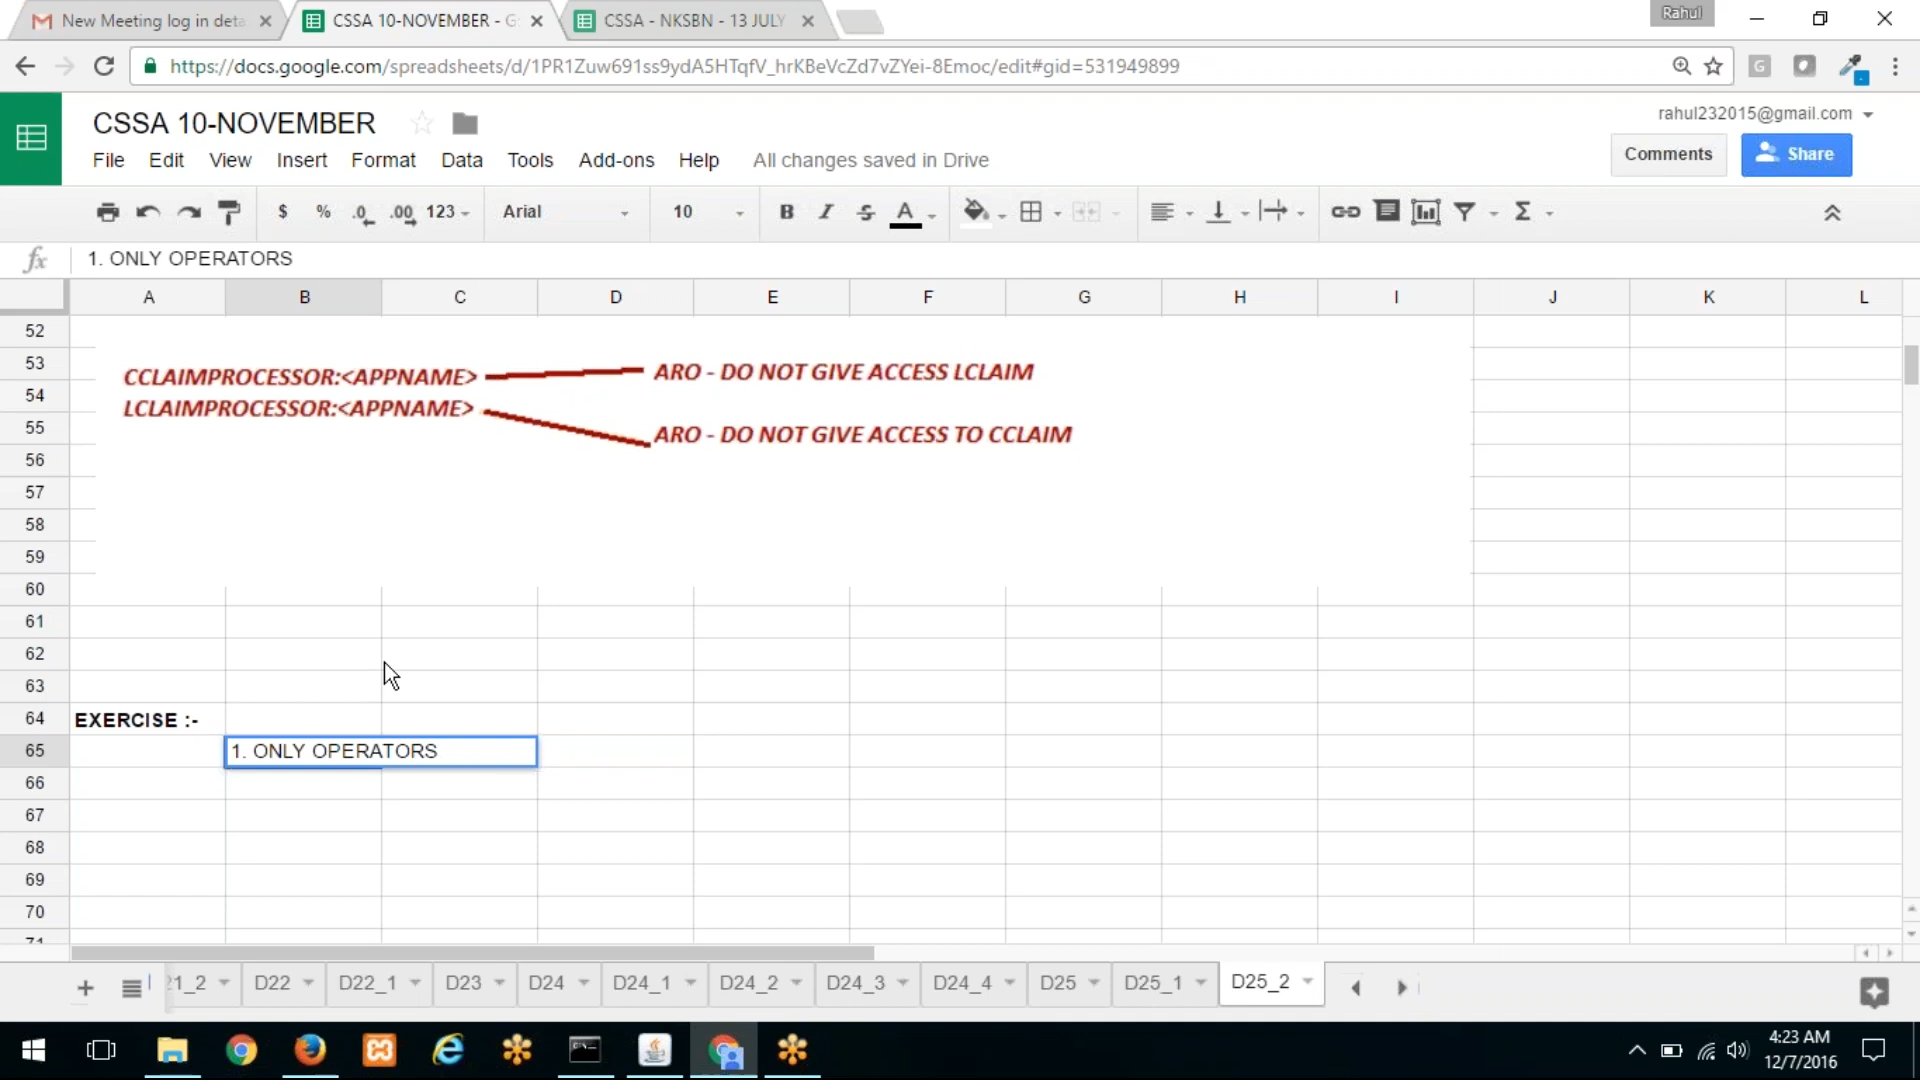 New Meeting log in deta
CSSA 10-NOVEMBER - G
CSSA - NKSBN - 13 JULY
Rahul
https://docs.google.com/spreadsheets/d/1PR1Zuw691ss9ydA5HTqfV_hrKBeVcZd7vZYei-8Emoc/edit#gid=531949899
CSSA 10-NOVEMBER
rahul232015@gmail.com
File Edit View Insert Format Data Tools Add-ons Help All changes saved in Drive
Comments
Share
$ % .0 .00 123 Arial 10 B I S A Σ
fx 1. ONLY OPERATORS
A B C D E F G H I J K L
52
53
54
55
56
57
58
59
60
61
62
63
64
65
66
67
68
69
70
71
CCLAIMPROCESSOR:<APPNAME> ARO - DO NOT GIVE ACCESS LCLAIM
LCLAIMPROCESSOR:<APPNAME>
ARO - DO NOT GIVE ACCESS TO CCLAIM
EXERCISE :-
1. ONLY OPERATORS
21_2 D22 D22_1 D23 D24 D24_1 D24_2 D24_3 D24_4 D25 D25_1 D25_2
4:23 AM
12/7/2016